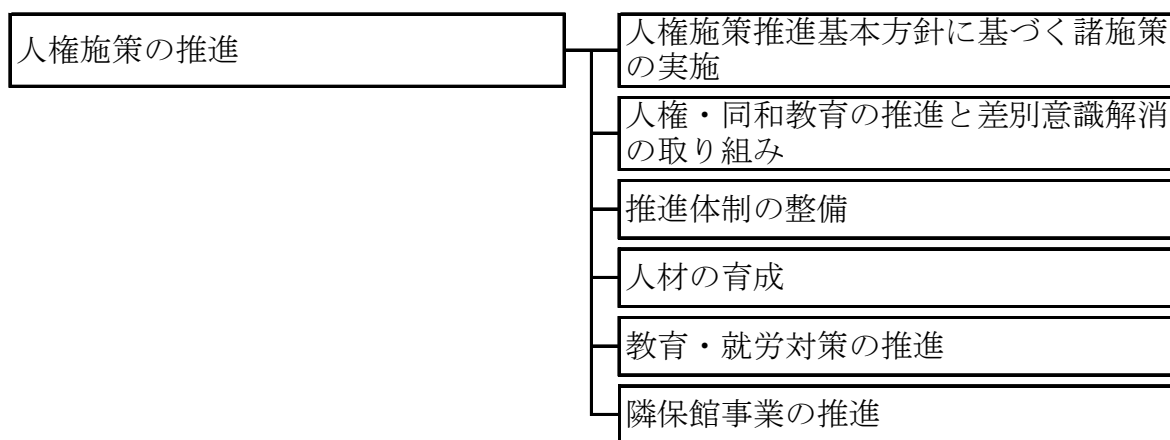 人権施策の推進
人権施策推進基本方針に基づく諸施策
の実施
人権・同和教育の推進と差別意識解消
の取り組み
推進体制の整備
人材の育成
教育・就労対策の推進
隣保館事業の推進